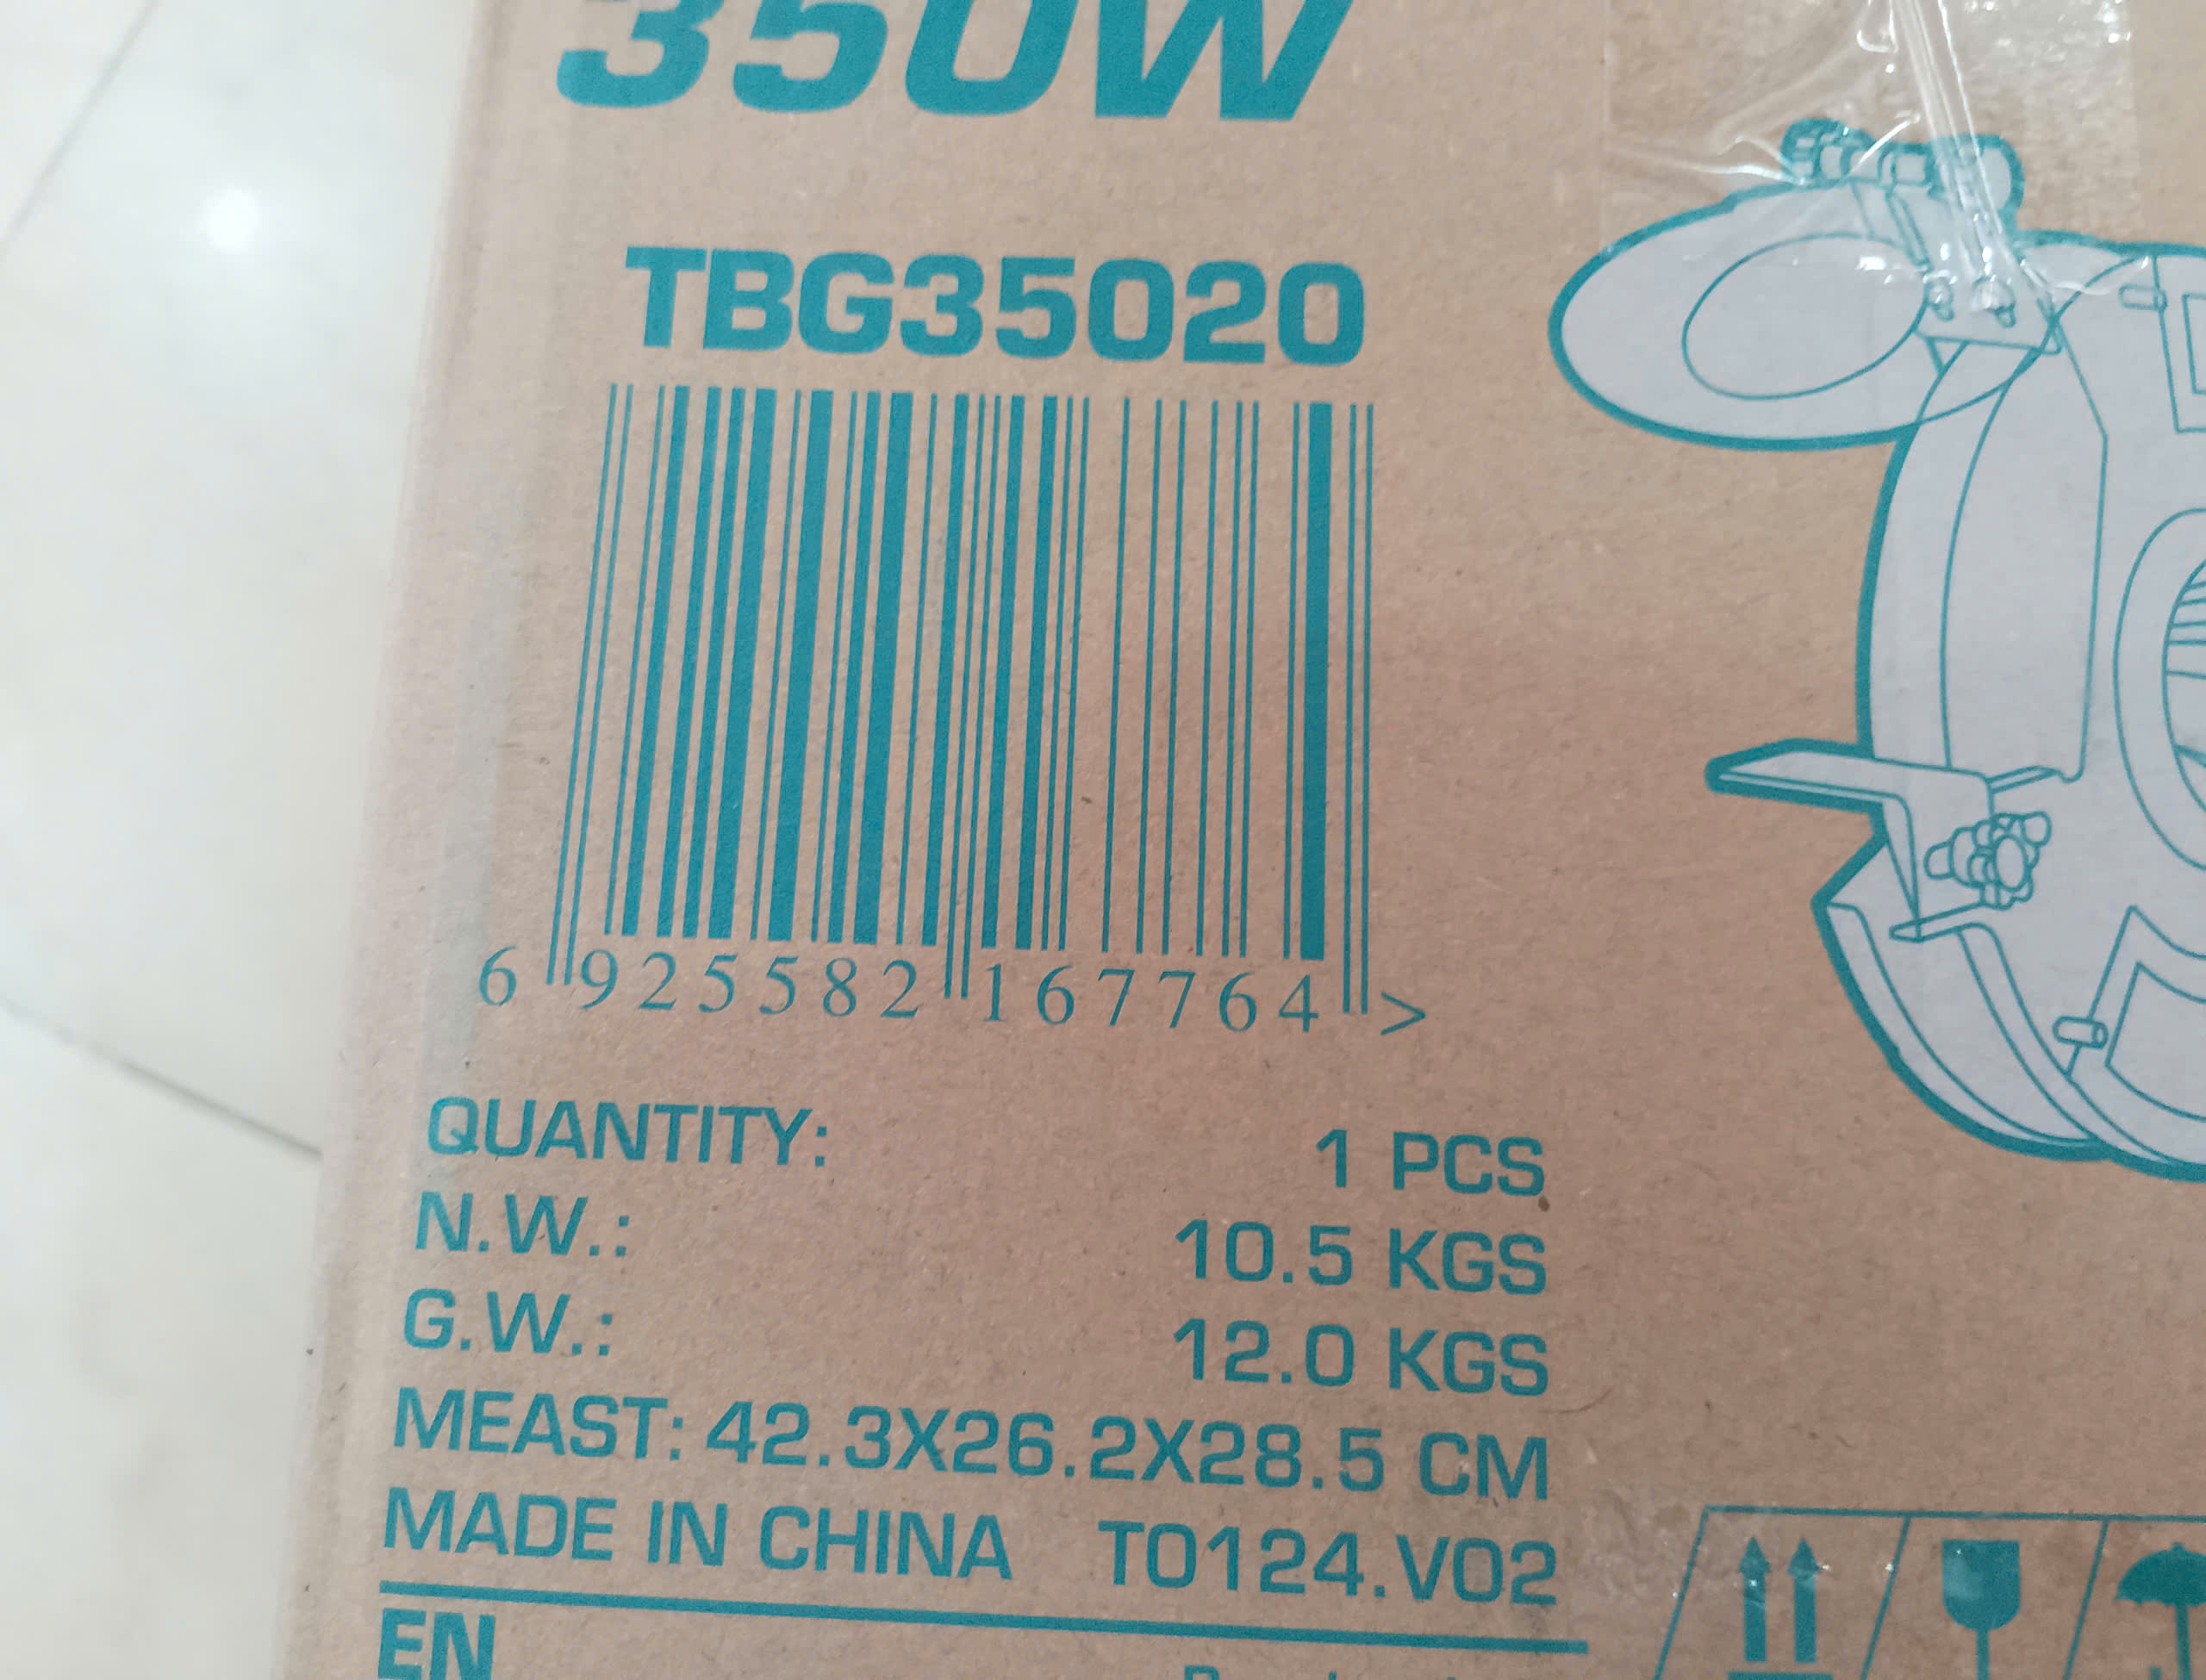 350W
TBG35020
6 925582 167764 >
QUANTITY: 1 PCS
N.W.: 10.5 KGS
G.W.: 12.0 KGS
MEAST: 42.3X26.2X28.5 CM
MADE IN CHINA T0124.V02
EN